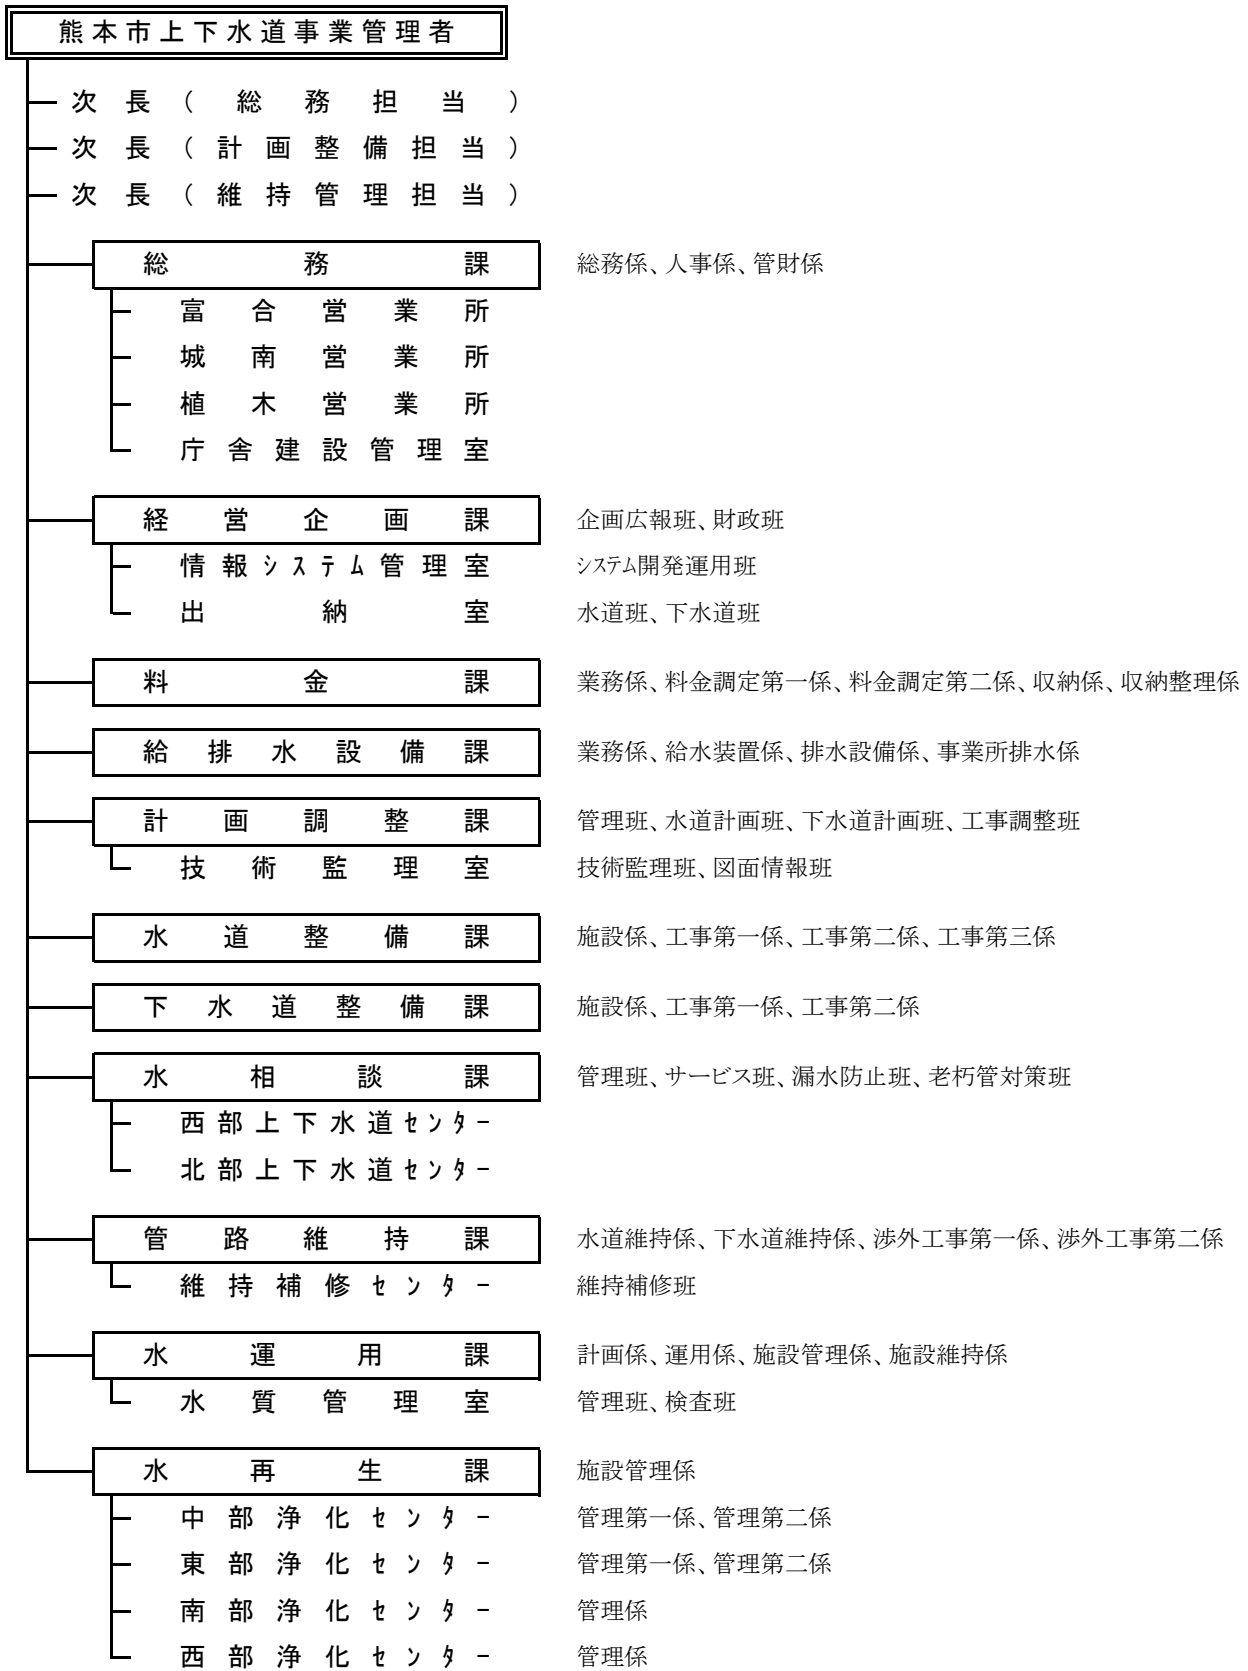 熊本市上下水道事業管理者
次長(総務担当)
次長(計画整備担当)
次長(維持管理担当)
総務課 総務係、人事係、管財係
富合営業所
城南営業所
植木営業所
庁舎建設管理室
経営企画課 企画広報班、財政班
情報ｼｽﾃﾑ管理室 ｼｽﾃﾑ開発運用班
出納室 水道班、下水道班
料金課 業務係、料金調定第一係、料金調定第二係、収納係、収納整理係
給排水設備課 業務係、給水装置係、排水設備係、事業所排水係
計画調整課 管理班、水道計画班、下水道計画班、工事調整班
技術監理室 技術監理班、図面情報班
水道整備課 施設係、工事第一係、工事第二係、工事第三係
下水道整備課 施設係、工事第一係、工事第二係
水相談課 管理班、サービス班、漏水防止班、老朽管対策班
西部上下水道ｾﾝﾀｰ
北部上下水道ｾﾝﾀｰ
管路維持課 水道維持係、下水道維持係、渉外工事第一係、渉外工事第二係
維持補修ｾﾝﾀｰ 維持補修班
水運用課 計画係、運用係、施設管理係、施設維持係
水質管理室 管理班、検査班
水再生課 施設管理係
中部浄化ｾﾝﾀｰ 管理第一係、管理第二係
東部浄化ｾﾝﾀｰ 管理第一係、管理第二係
南部浄化ｾﾝﾀｰ 管理係
西部浄化ｾﾝﾀｰ 管理係